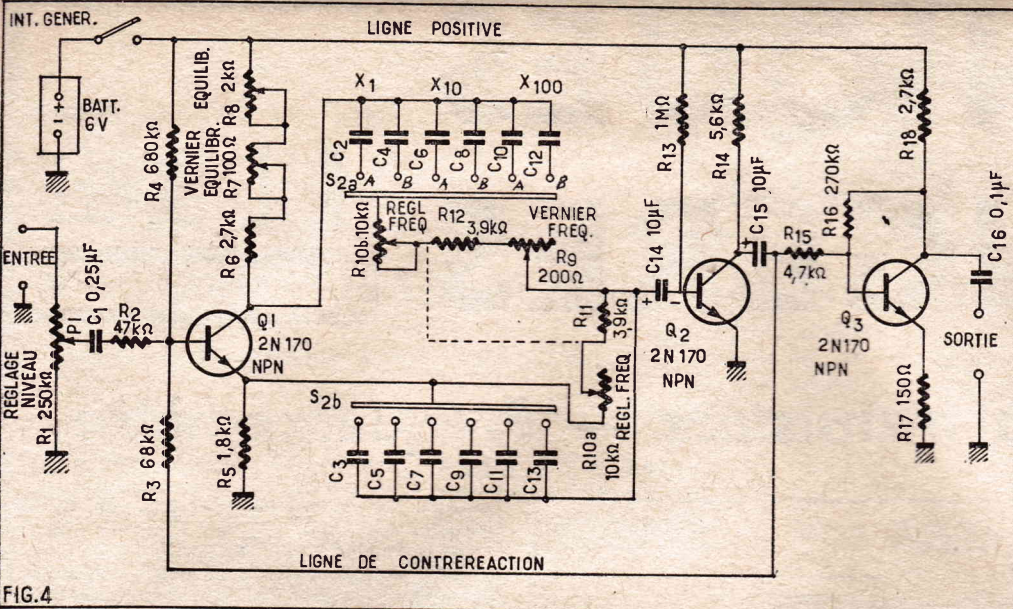 INT. GENER.
LIGNE POSITIVE
BATT.
6V
R4 680kΩ
EQUILIB.
R8 2kΩ
VERNIER
EQUILIBR.
R7 100Ω
R6 2,7kΩ
X1
X10
X100
C2
C4
C6
C8
C10
C12
S2a
A
B
A
B
A
B
REGL
FREQ
R10b 10kΩ
R12
3,9kΩ
VERNIER
FREQ.
R9
200Ω
R13 1MΩ
R14 5,6kΩ
C14 10µF
+
-
C15 10µF
+
R15
4,7kΩ
R16 270kΩ
R18 2,7kΩ
C16 0,1µF
ENTREE
REGLAGE
NIVEAU
R1 250kΩ
P1
C1 0,25µF
R2
47kΩ
Q1
2N170
NPN
R11
3,9kΩ
Q2
2N170
NPN
Q3
2N170
NPN
SORTIE
R3 68kΩ
R5 1,8kΩ
S2b
C3
C5
C7
C9
C11
C13
R10a
10kΩ
REGL. FREQ
R17 150Ω
LIGNE DE CONTREREACTION
FIG.4